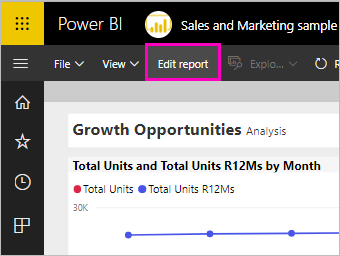 Power BI Sales and Marketing sample
File View Edit report Explo...
Growth Opportunities Analysis
Total Units and Total Units R12Ms by Month
Total Units Total Units R12Ms
30K